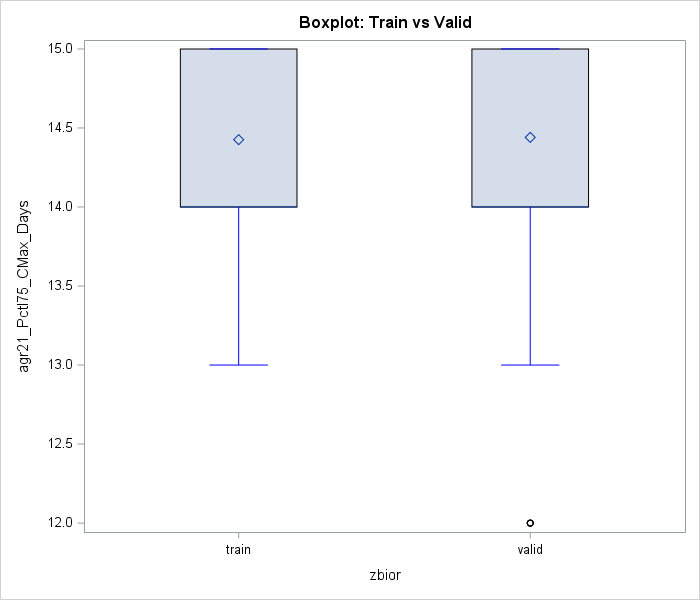 Boxplot: Train vs Valid
agr21_Pctl75_CMax_Days
15.0
14.5
14.0
13.5
13.0
12.5
12.0
train valid
zbior